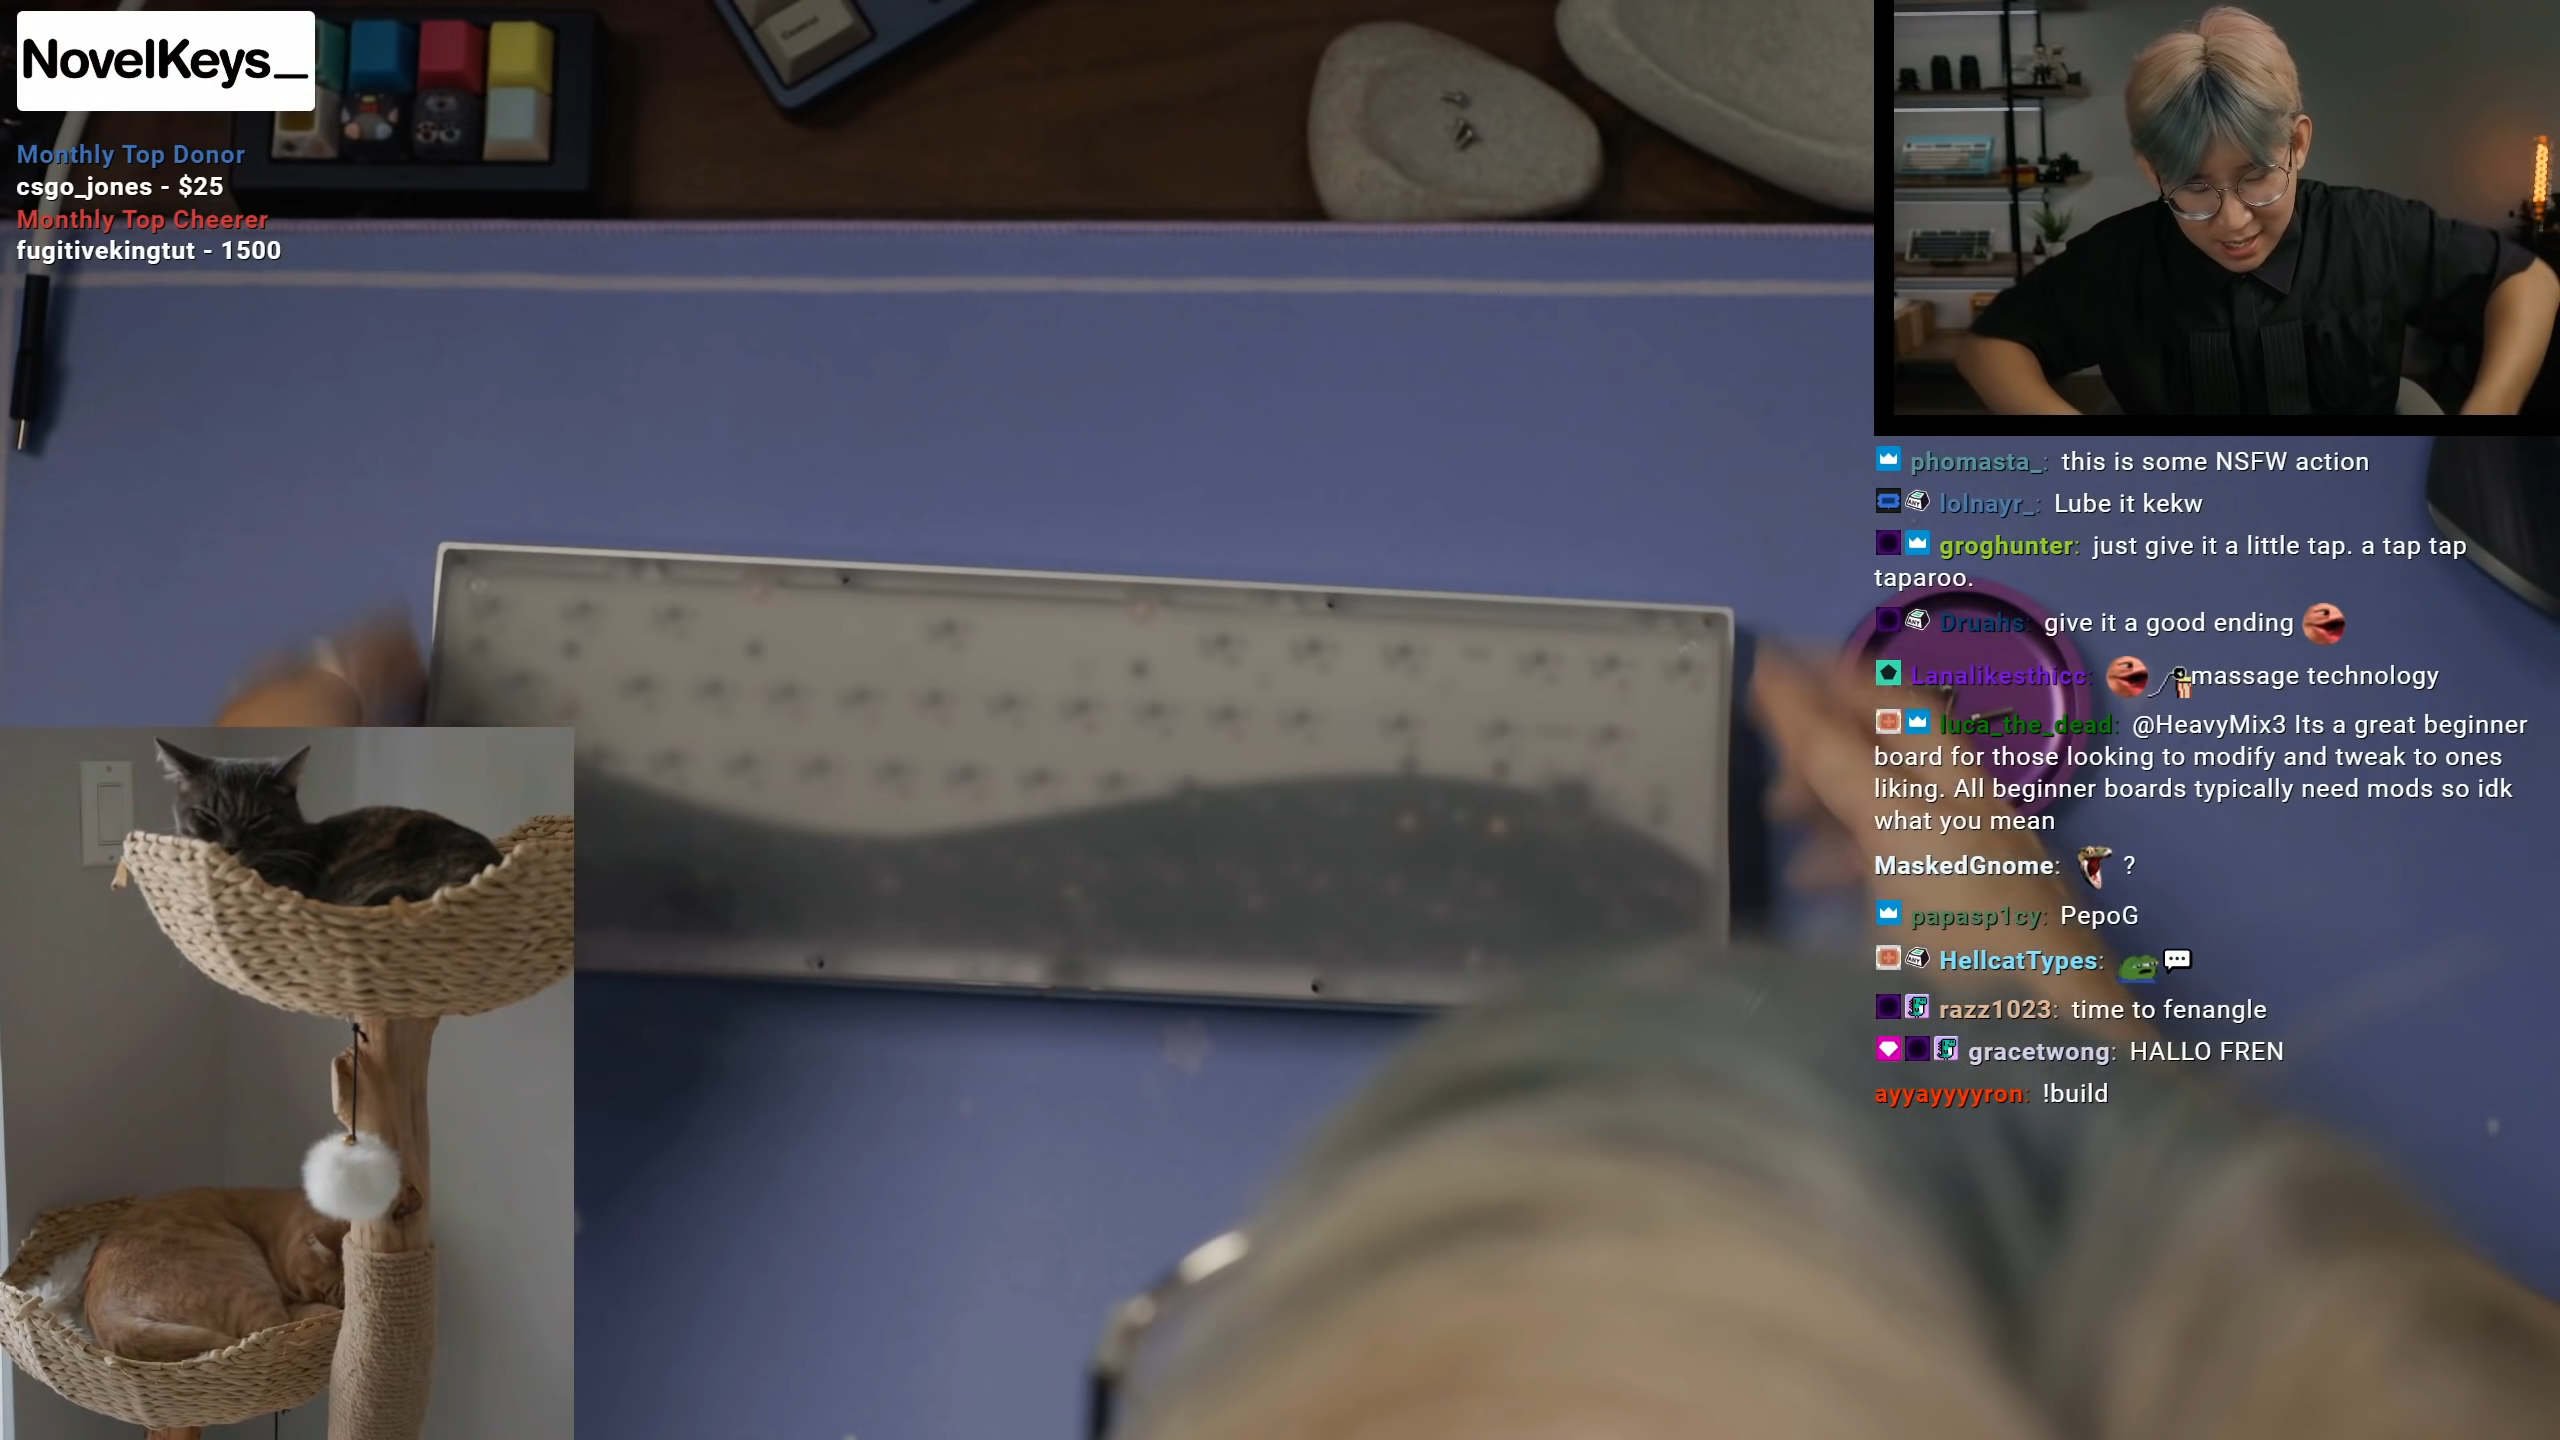 NovelKeys_
Monthly Top Donor
csgo_jones - $25
Monthly Top Cheerer
fugitivekingtut - 1500
Control
phomasta_: this is some NSFW action
lolnayr_: Lube it kekw
groghunter: just give it a little tap. a tap tap
taparoo.
Druahs: give it a good ending
Lanalikesthicc: massage technology
luca_the_dead: @HeavyMix3 Its a great beginner
board for those looking to modify and tweak to ones
liking. All beginner boards typically need mods so idk
what you mean
MaskedGnome: ?
papasp1cy: PepoG
HellcatTypes:
razz1023: time to fenangle
gracetwong: HALLO FREN
ayyayyyyron: !build